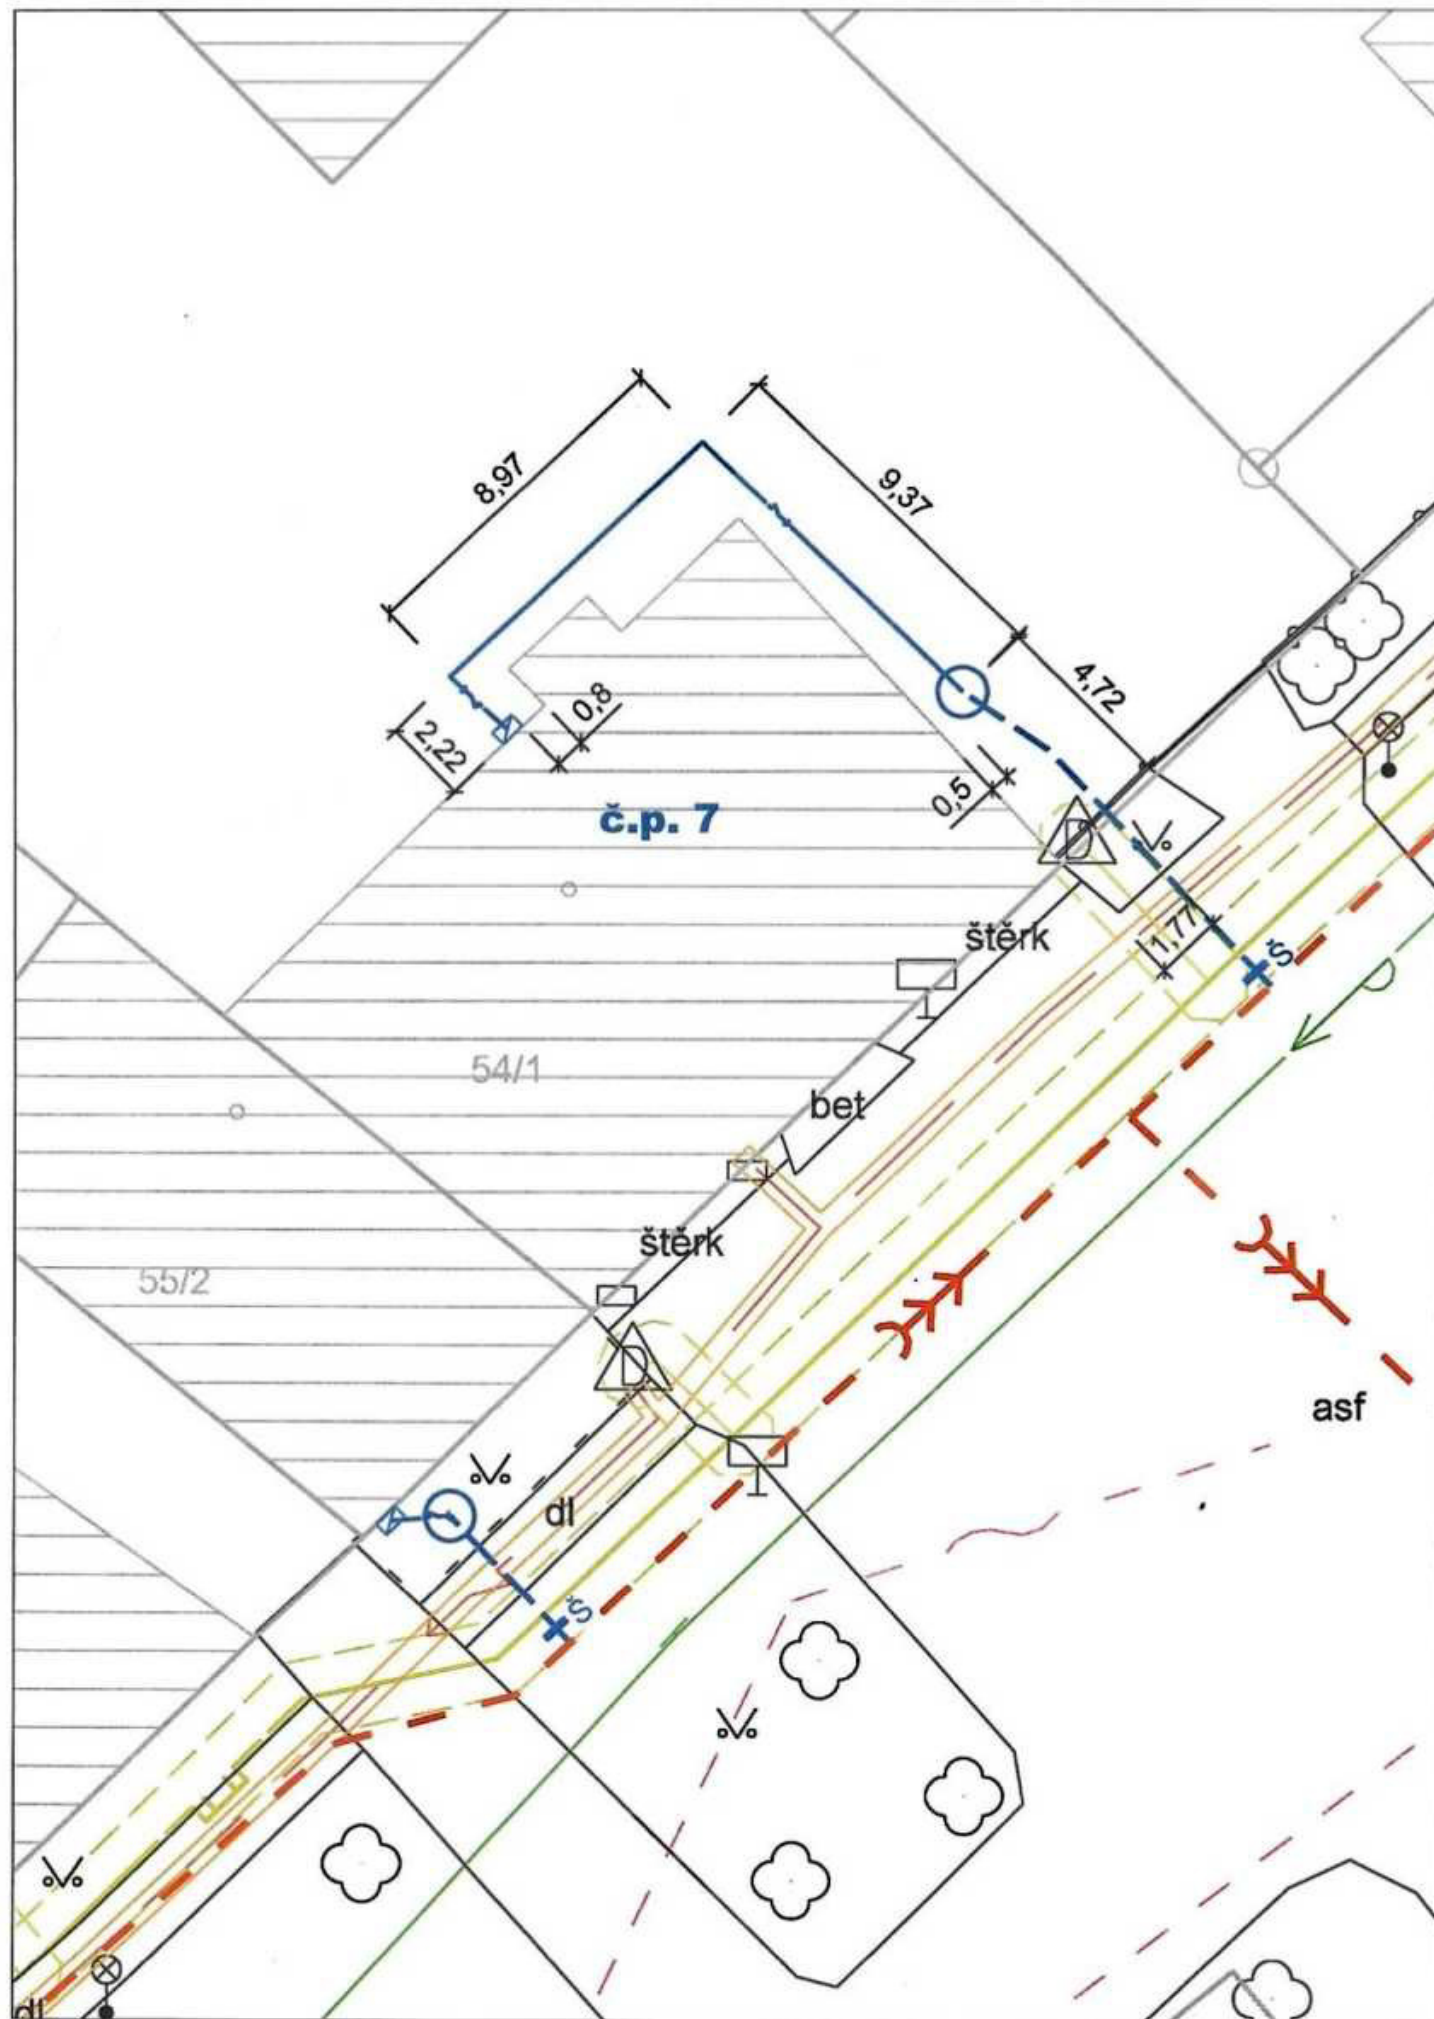 8,97
9,37
4,72
0,8
2,22
0,5
č.p. 7
D
1,77
štěrk
Š
54/1
bet
štěrk
55/2
D
asf
dl
Š
dl